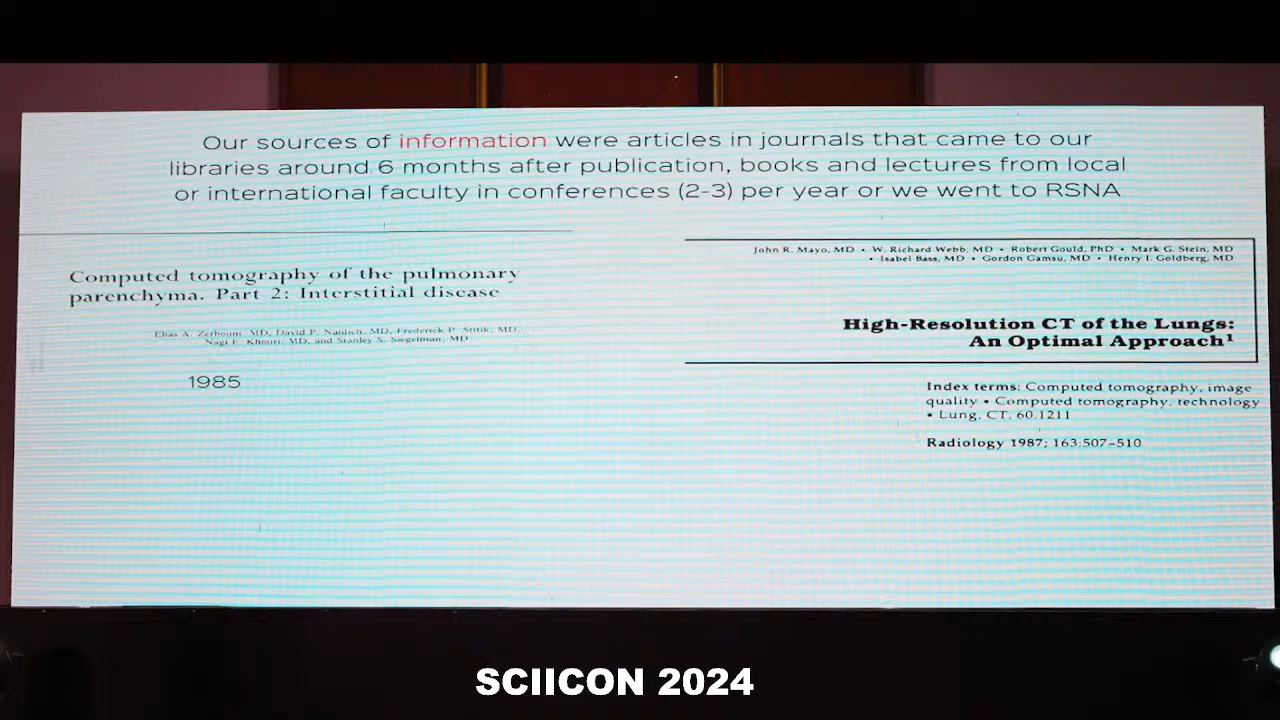 Our sources of information were articles in journals that came to our
libraries around 6 months after publication, books and lectures from local
or international faculty in conferences (2-3) per year or we went to RSNA
Computed tomography of the pulmonary
parenchyma. Part 2: Interstitial disease
Elias A. Zerhouni, MD, David P. Naidich, MD, Frederick P. Stitik, MD,
Nagi F. Khouri, MD, and Stanley S. Siegelman, MD
1985
John R. Mayo, MD • W. Richard Webb, MD • Robert Gould, PhD • Mark G. Stein, MD
• Isabel Bass, MD • Gordon Gamsu, MD • Henry I. Goldberg, MD
High-Resolution CT of the Lungs:
An Optimal Approach¹
Index terms: Computed tomography, image
quality • Computed tomography, technology
• Lung, CT, 60.1211
Radiology 1987; 163:507-510
SCIICON 2024